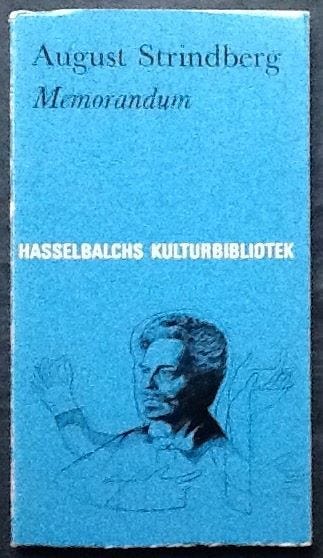 August Strindberg
Memorandum
HASSELBALCHS KULTURBIBLIOTEK